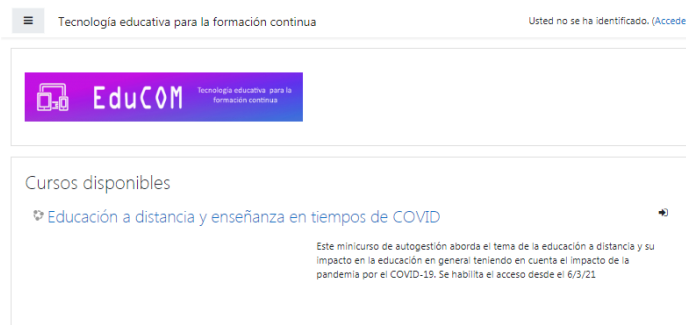 Tecnología educativa para la formación continua
Usted no se ha identificado. (Accede
EduCOM
Tecnología educativa para la
formación continua
Cursos disponibles
Educación a distancia y enseñanza en tiempos de COVID
Este minicurso de autogestión aborda el tema de la educación a distancia y su
impacto en la educación en general teniendo en cuenta el impacto de la
pandemia por el COVID-19. Se habilita el acceso desde el 6/3/21